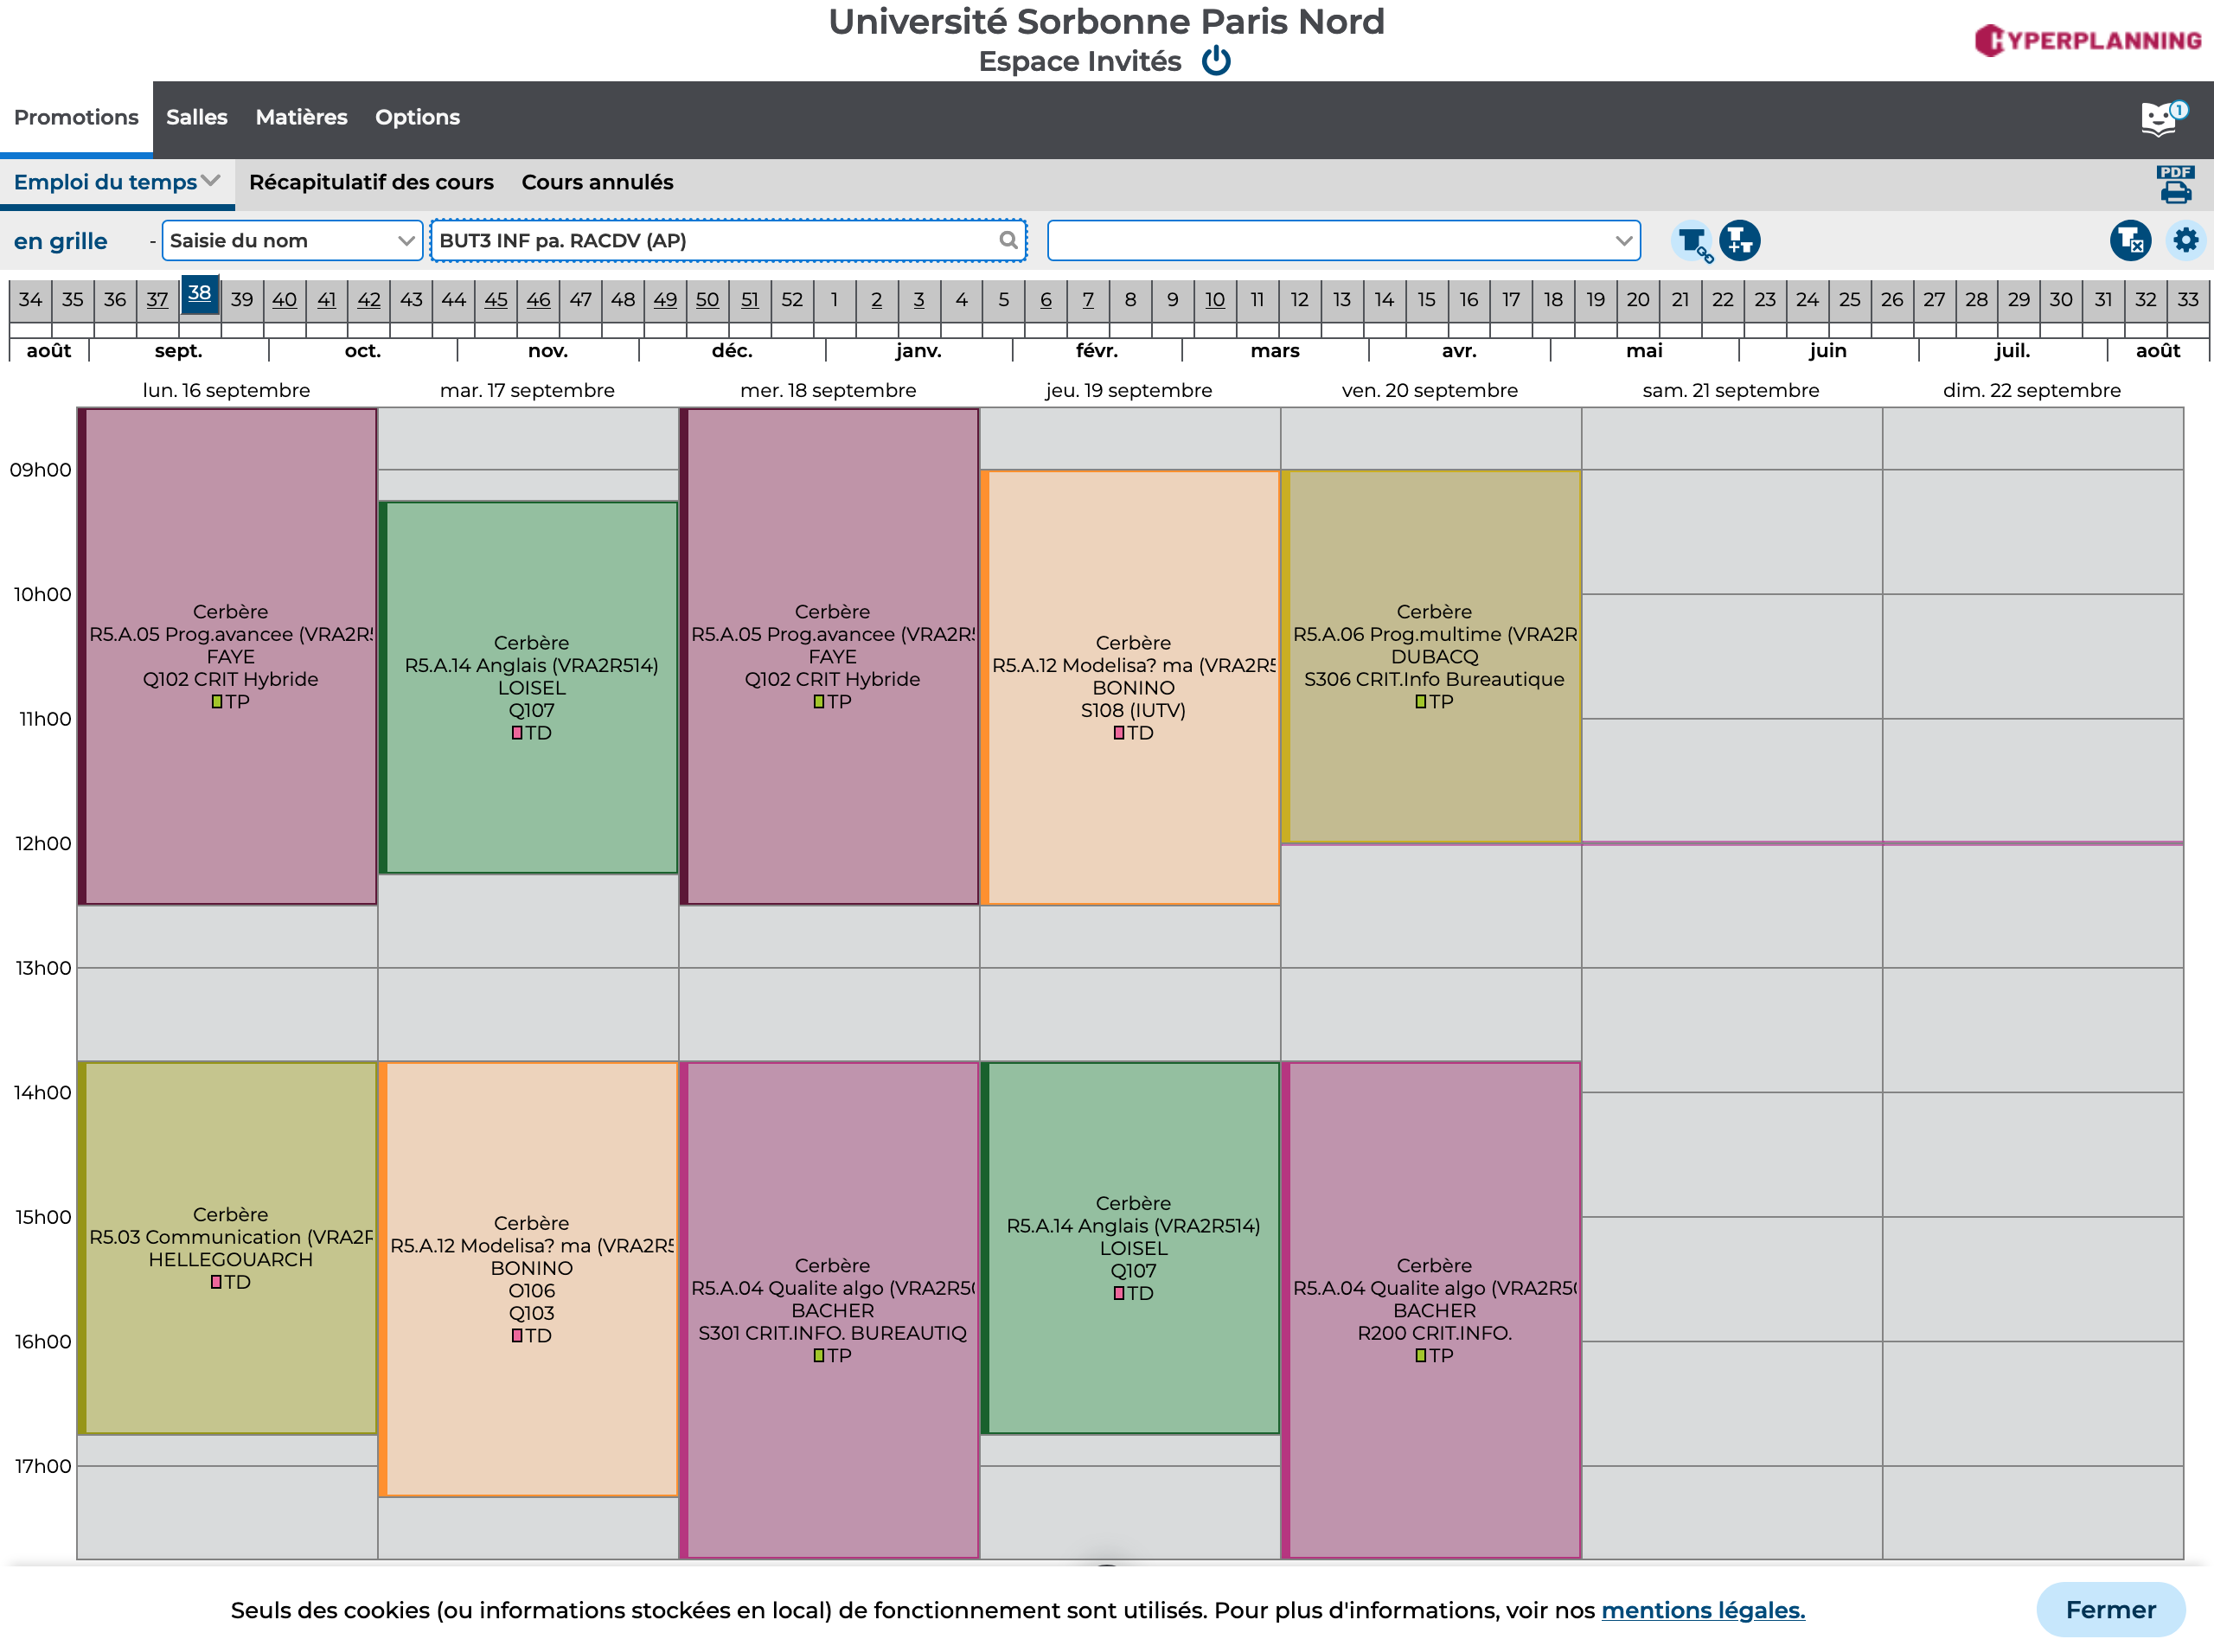 Université Sorbonne Paris Nord
Espace Invités
HYPERPLANNING
Promotions Salles Matières Options
1
Emploi du temps Récapitulatif des cours Cours annulés
PDF
en grille - Saisie du nom BUT3 INF pa. RACDV (AP)
34 35 36 37 38 39 40 41 42 43 44 45 46 47 48 49 50 51 52 1 2 3 4 5 6 7 8 9 10 11 12 13 14 15 16 17 18 19 20 21 22 23 24 25 26 27 28 29 30 31 32 33
août sept. oct. nov. déc. janv. févr. mars avr. mai juin juil. août
lun. 16 septembre mar. 17 septembre mer. 18 septembre jeu. 19 septembre ven. 20 septembre sam. 21 septembre dim. 22 septembre
09h00
10h00
11h00
12h00
13h00
14h00
15h00
16h00
17h00
Cerbère
R5.A.05 Prog.avancee (VRA2R5
FAYE
Q102 CRIT Hybride
TP
Cerbère
R5.03 Communication (VRA2R
HELLEGOUARCH
TD
Cerbère
R5.A.14 Anglais (VRA2R514)
LOISEL
Q107
TD
Cerbère
R5.A.12 Modelisa? ma (VRA2R5
BONINO
O106
Q103
TD
Cerbère
R5.A.05 Prog.avancee (VRA2R5
FAYE
Q102 CRIT Hybride
TP
Cerbère
R5.A.04 Qualite algo (VRA2R50
BACHER
S301 CRIT.INFO. BUREAUTIQ
TP
Cerbère
R5.A.12 Modelisa? ma (VRA2R5
BONINO
S108 (IUTV)
TD
Cerbère
R5.A.14 Anglais (VRA2R514)
LOISEL
Q107
TD
Cerbère
R5.A.06 Prog.multime (VRA2R
DUBACQ
S306 CRIT.Info Bureautique
TP
Cerbère
R5.A.04 Qualite algo (VRA2R50
BACHER
R200 CRIT.INFO.
TP
Seuls des cookies (ou informations stockées en local) de fonctionnement sont utilisés. Pour plus d'informations, voir nos mentions légales.
Fermer